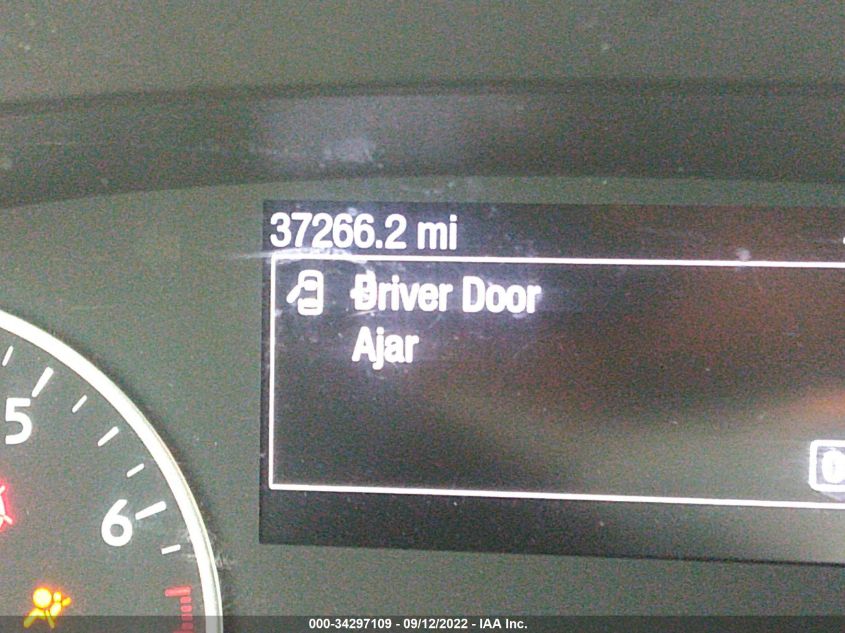 37266.2 mi
Driver Door
Ajar
5
6
000-34297109 - 09/12/2022 - IAA Inc.